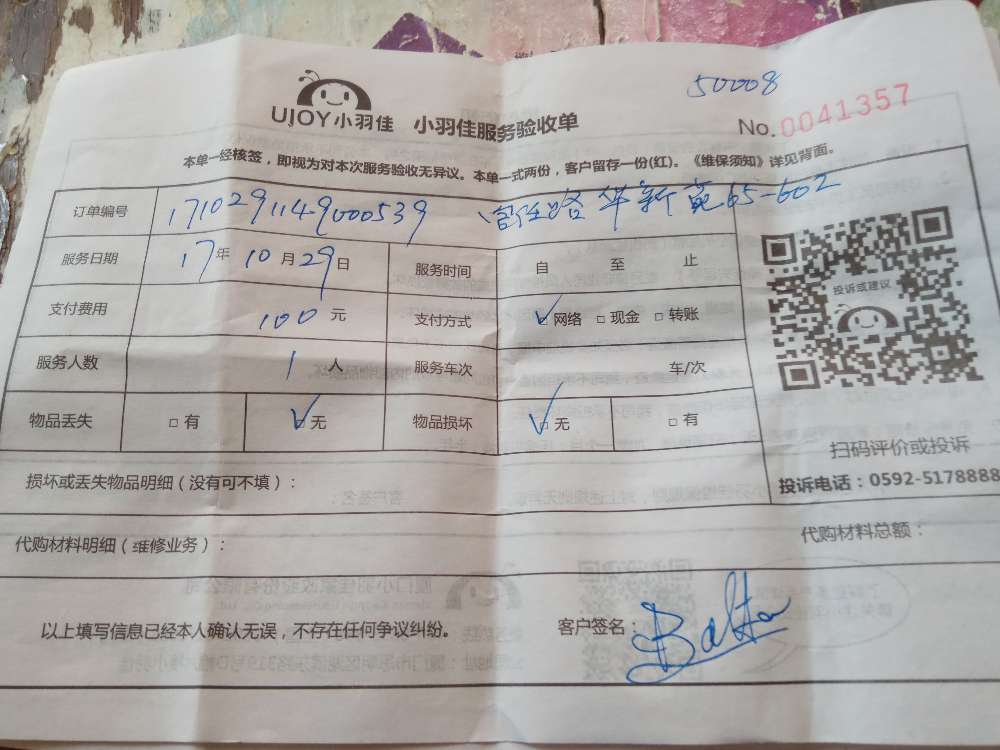 50008
UJOY小羽佳 小羽佳服务验收单
No.0041357
本单一经核签，即视为对本次服务验收无异议。本单一式两份，客户留存一份(红)。《维保须知》详见背面。
订单编号 171029114900539 官任路华新苑65-602
服务日期 17年10月29日 服务时间 自 至 止
投诉或建议
支付费用 100 元 支付方式 ☑网络 □现金 □转账
服务人数 1 人 服务车次 车/次
物品丢失 □有 ☑无 物品损坏 ☑无 □有
扫码评价或投诉
损坏或丢失物品明细（没有可不填）：
投诉电话：0592-5178888
代购材料明细（维修业务）：
代购材料总额：
以上填写信息已经本人确认无误，不存在任何争议纠纷。 客户签名：